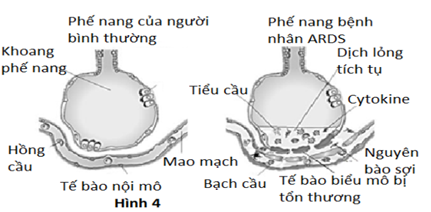 Phế nang của người
bình thường
Khoang
phế nang
Hồng
cầu
Mao mạch
Tế bào nội mô
Hình 4
Phế nang bệnh
nhân ARDS
Dịch lỏng
tích tụ
Tiểu cầu
Cytokine
Nguyên
bào sợi
Bạch cầu
Tế bào biểu mô bị
tổn thương